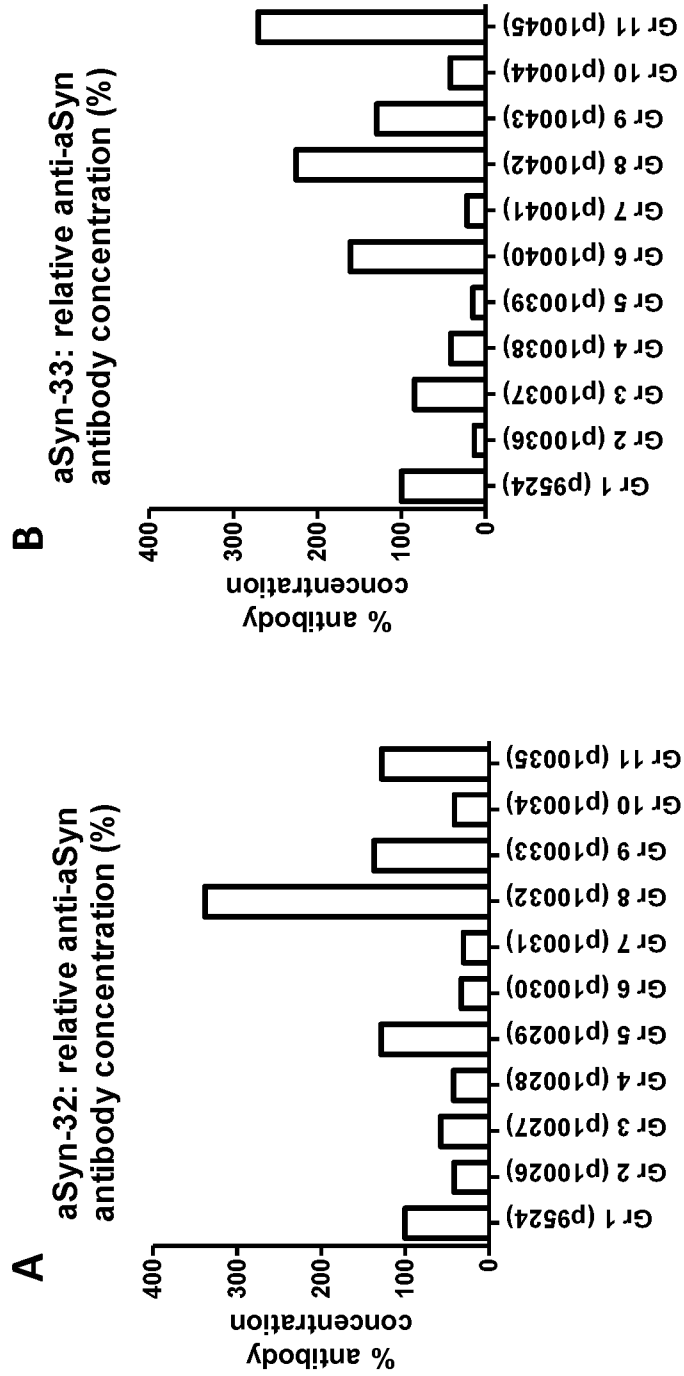 A
aSyn-32: relative anti-aSyn
antibody concentration (%)
% antibody
concentration
400
300
200
100
0
Gr 1 (p9524)
Gr 2 (p10026)
Gr 3 (p10027)
Gr 4 (p10028)
Gr 5 (p10029)
Gr 6 (p10030)
Gr 7 (p10031)
Gr 8 (p10032)
Gr 9 (p10033)
Gr 10 (p10034)
Gr 11 (p10035)
B
aSyn-33: relative anti-aSyn
antibody concentration (%)
% antibody
concentration
400
300
200
100
0
Gr 1 (p9524)
Gr 2 (p10036)
Gr 3 (p10037)
Gr 4 (p10038)
Gr 5 (p10039)
Gr 6 (p10040)
Gr 7 (p10041)
Gr 8 (p10042)
Gr 9 (p10043)
Gr 10 (p10044)
Gr 11 (p10045)